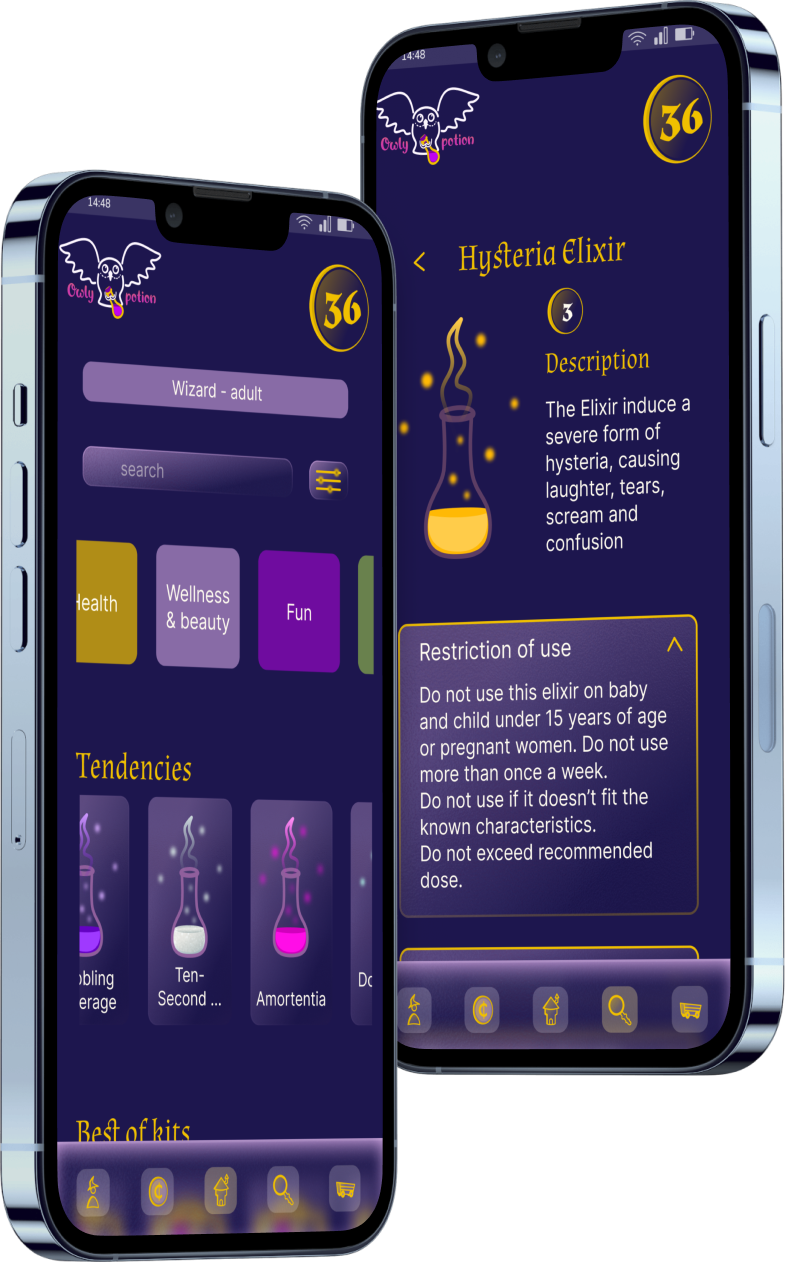 14:48
Owly potion
36
Wizard - adult
search
Health
Wellness
& beauty
Fun
Tendencies
Ten-
Second ...
Amortentia
Best of kits
14:48
Owly potion
36
Hysteria Elixir
3
Description
The Elixir induce a
severe form of
hysteria, causing
laughter, tears,
scream and
confusion
Restriction of use
Do not use this elixir on baby
and child under 15 years of age
or pregnant women. Do not use
more than once a week.
Do not use if it doesn't fit the
known characteristics.
Do not exceed recommended
dose.